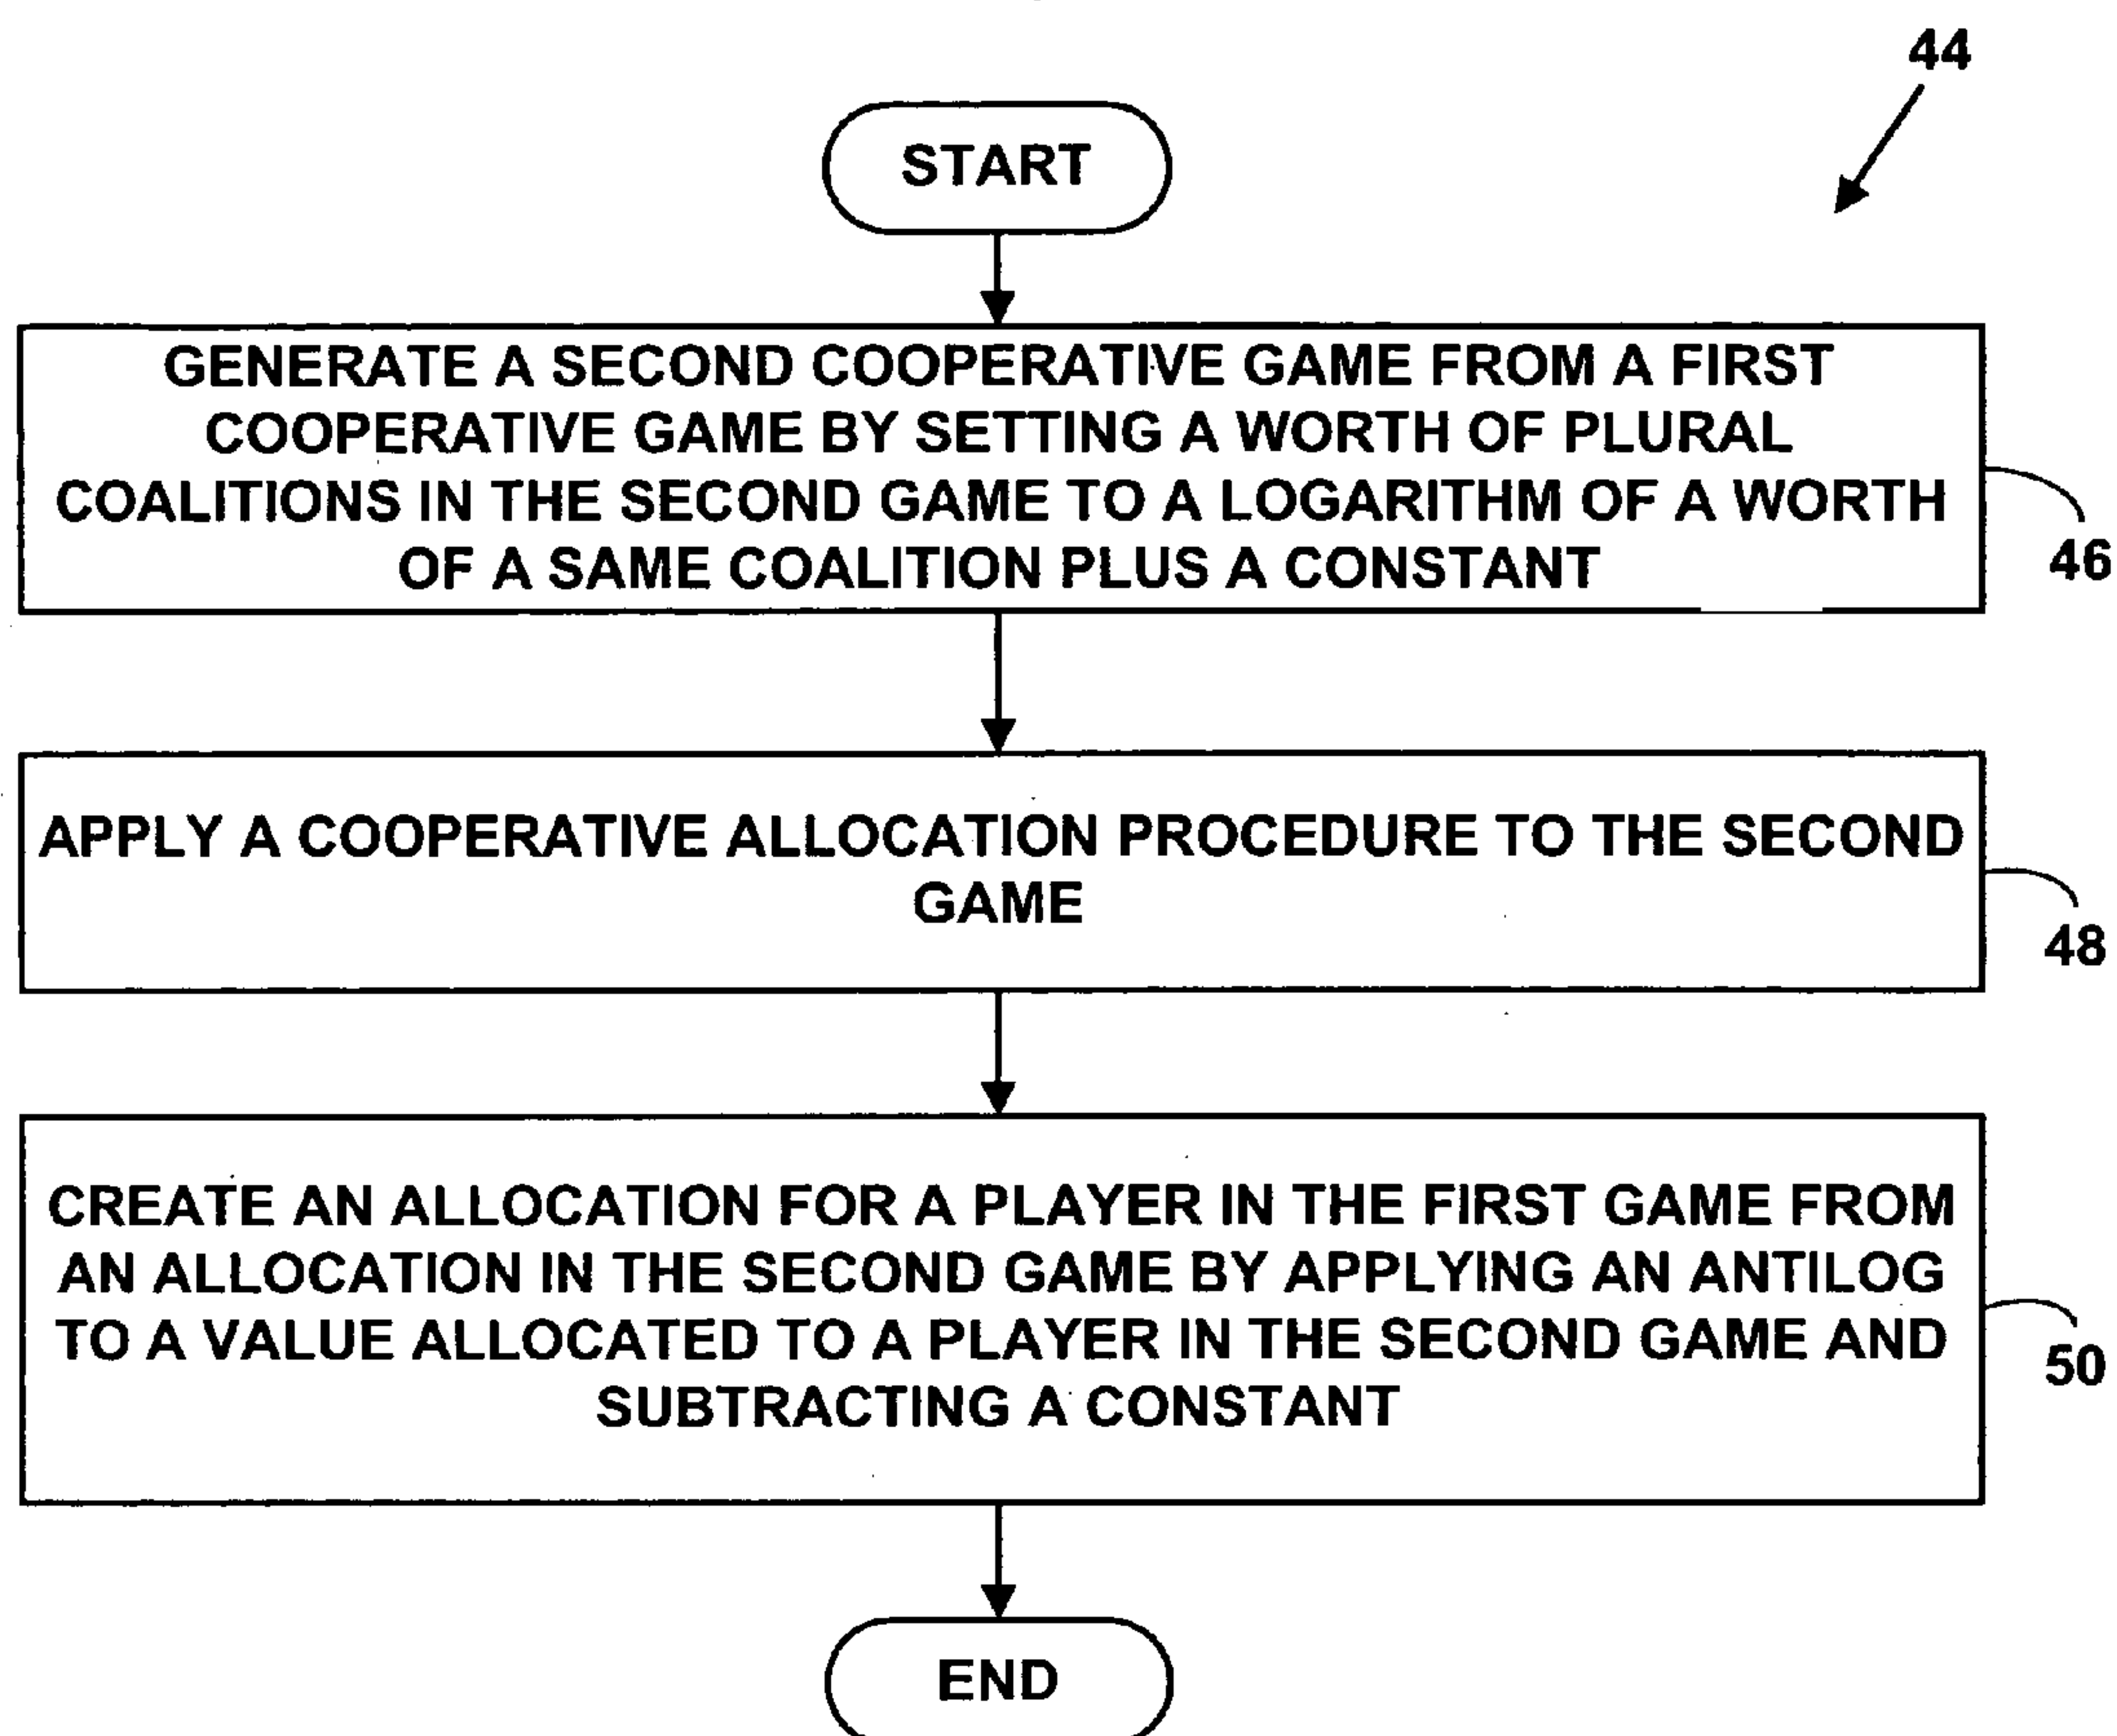 44
START
GENERATE A SECOND COOPERATIVE GAME FROM A FIRST
COOPERATIVE GAME BY SETTING A WORTH OF PLURAL
COALITIONS IN THE SECOND GAME TO A LOGARITHM OF A WORTH
OF A SAME COALITION PLUS A CONSTANT
46
APPLY A COOPERATIVE ALLOCATION PROCEDURE TO THE SECOND
GAME
48
CREATE AN ALLOCATION FOR A PLAYER IN THE FIRST GAME FROM
AN ALLOCATION IN THE SECOND GAME BY APPLYING AN ANTILOG
TO A VALUE ALLOCATED TO A PLAYER IN THE SECOND GAME AND
SUBTRACTING A CONSTANT
50
END